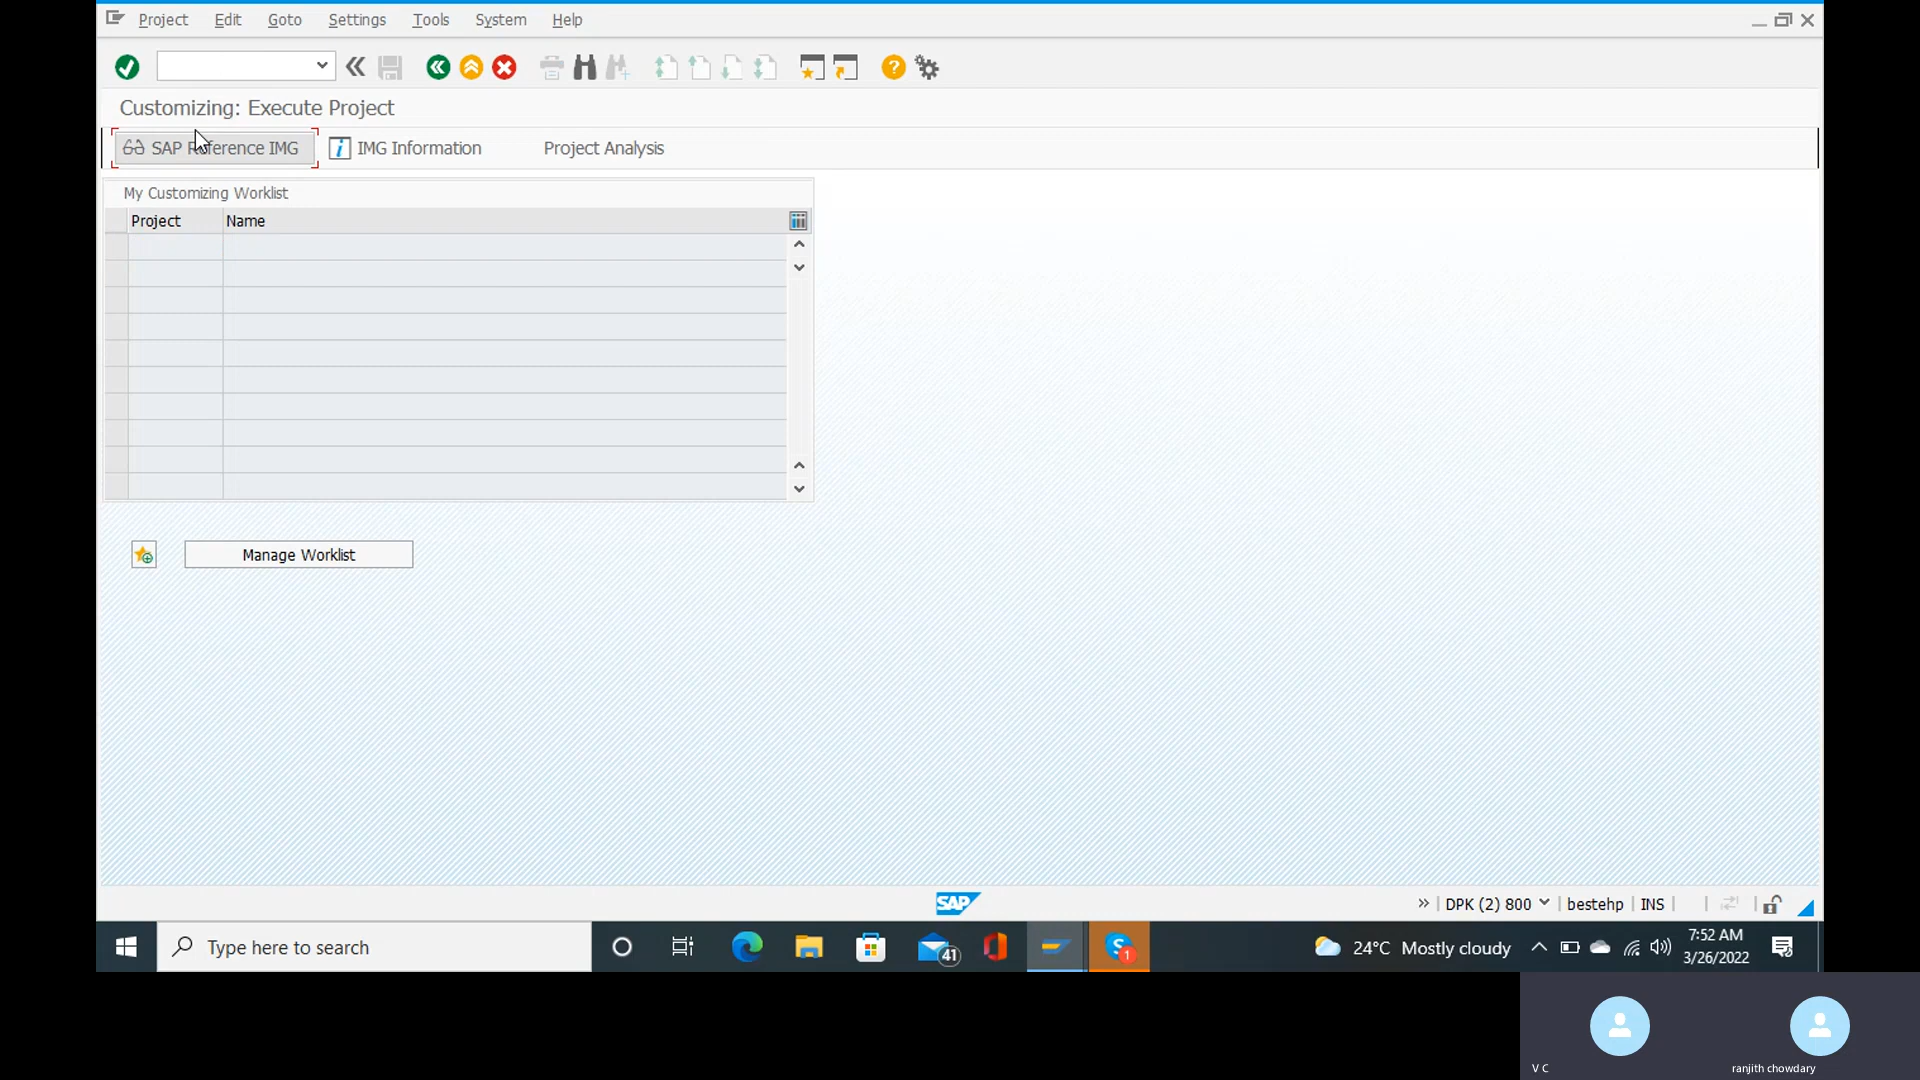 Project Edit Goto Settings Tools System Help
Customizing: Execute Project
SAP Reference IMG IMG Information Project Analysis
My Customizing Worklist
Project Name
Manage Worklist
SAP
DPK (2) 800 bestehp INS
Type here to search 41 1 24°C Mostly cloudy 7:52 AM
3/26/2022
V C ranjith chowdary